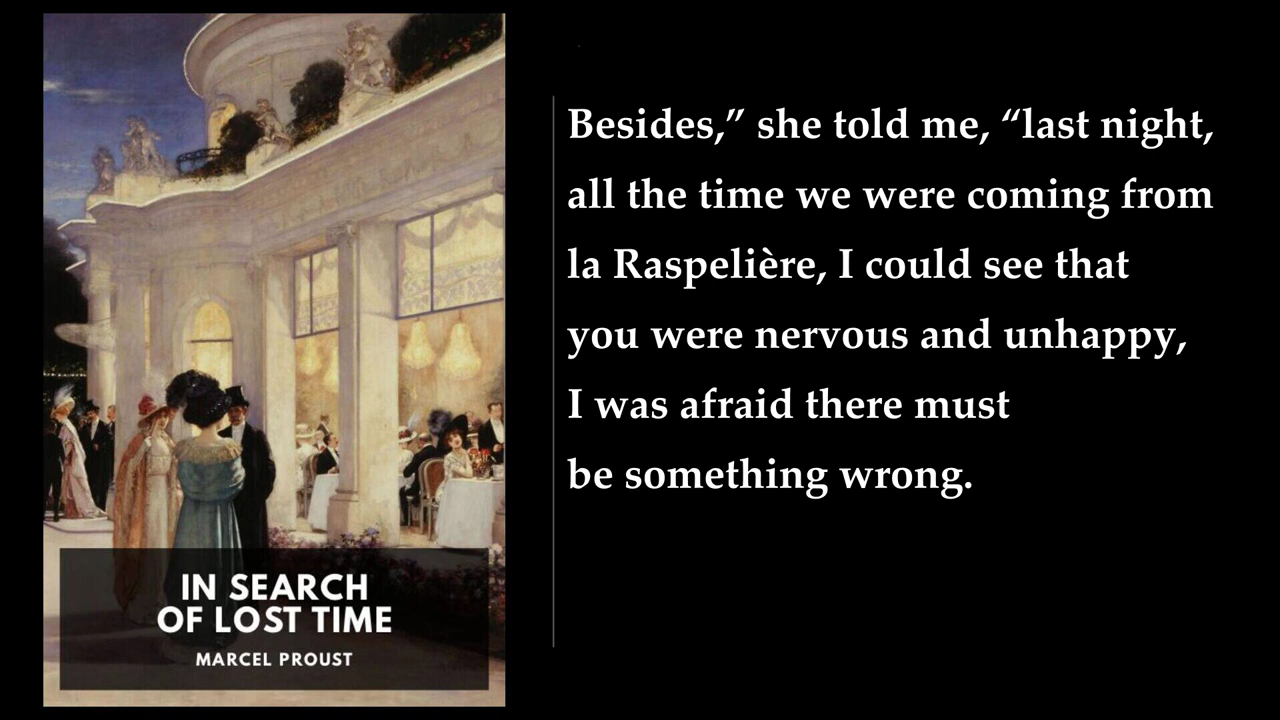 IN SEARCH
OF LOST TIME
MARCEL PROUST
Besides,” she told me, “last night,
all the time we were coming from
la Raspelière, I could see that
you were nervous and unhappy,
I was afraid there must
be something wrong.